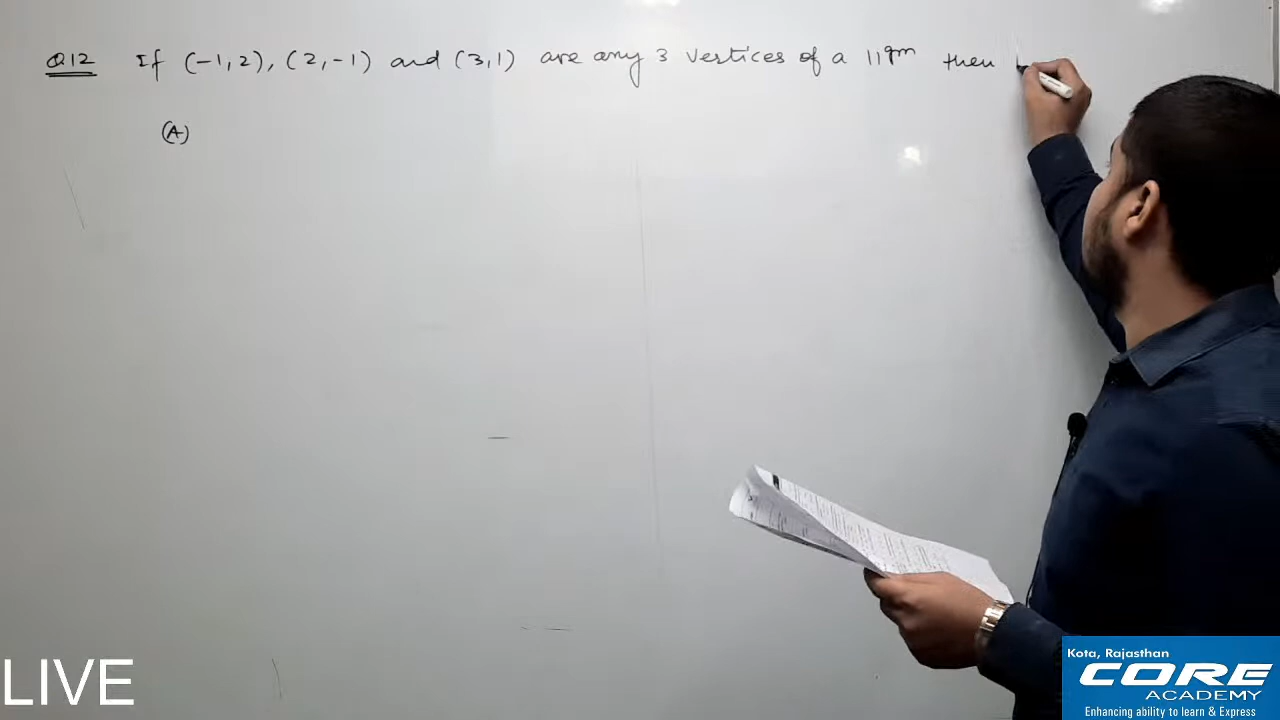 Q12 If (-1,2), (2,-1) and (3,1) are any 3 vertices of a 11gm then
(A)
LIVE
Kota, Rajasthan
CORE
ACADEMY
Enhancing ability to learn & Express